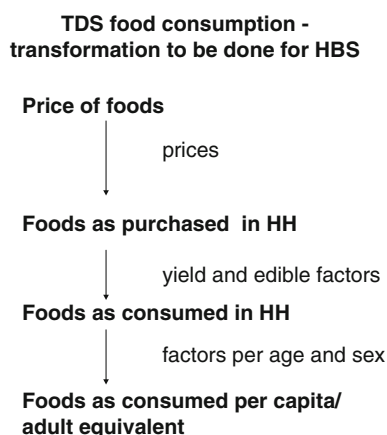 TDS food consumption -
transformation to be done for HBS
Price of foods
prices
Foods as purchased in HH
yield and edible factors
Foods as consumed in HH
factors per age and sex
Foods as consumed per capita/
adult equivalent